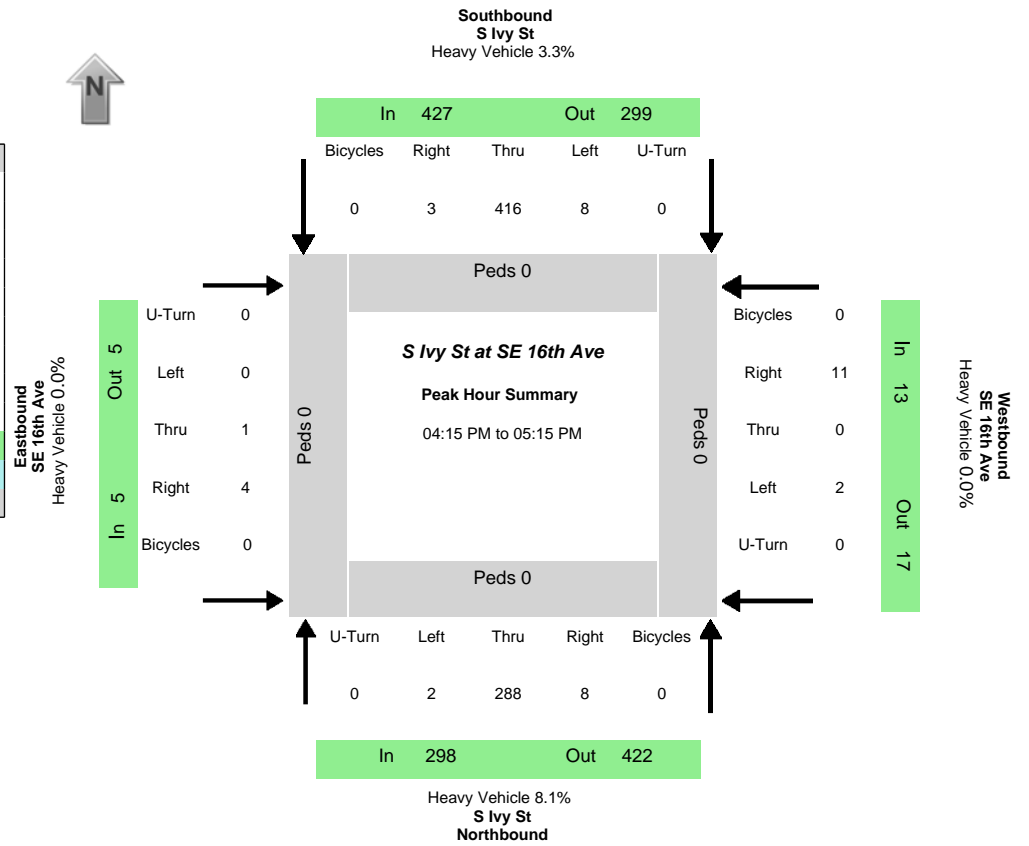 Southbound
S Ivy St
Heavy Vehicle 3.3%
N
In 427 Out 299
Bicycles Right Thru Left U-Turn
0 3 416 8 0
Peds 0
Eastbound
SE 16th Ave
Heavy Vehicle 0.0%
Out 5
In 5
U-Turn 0
Left 0
Thru 1
Right 4
Bicycles 0
Peds 0
S Ivy St at SE 16th Ave
Peak Hour Summary
04:15 PM to 05:15 PM
Peds 0
Bicycles 0
Right 11
Thru 0
Left 2
U-Turn 0
In 13
Out 17
Westbound
SE 16th Ave
Heavy Vehicle 0.0%
Peds 0
U-Turn Left Thru Right Bicycles
0 2 288 8 0
In 298 Out 422
Heavy Vehicle 8.1%
S Ivy St
Northbound